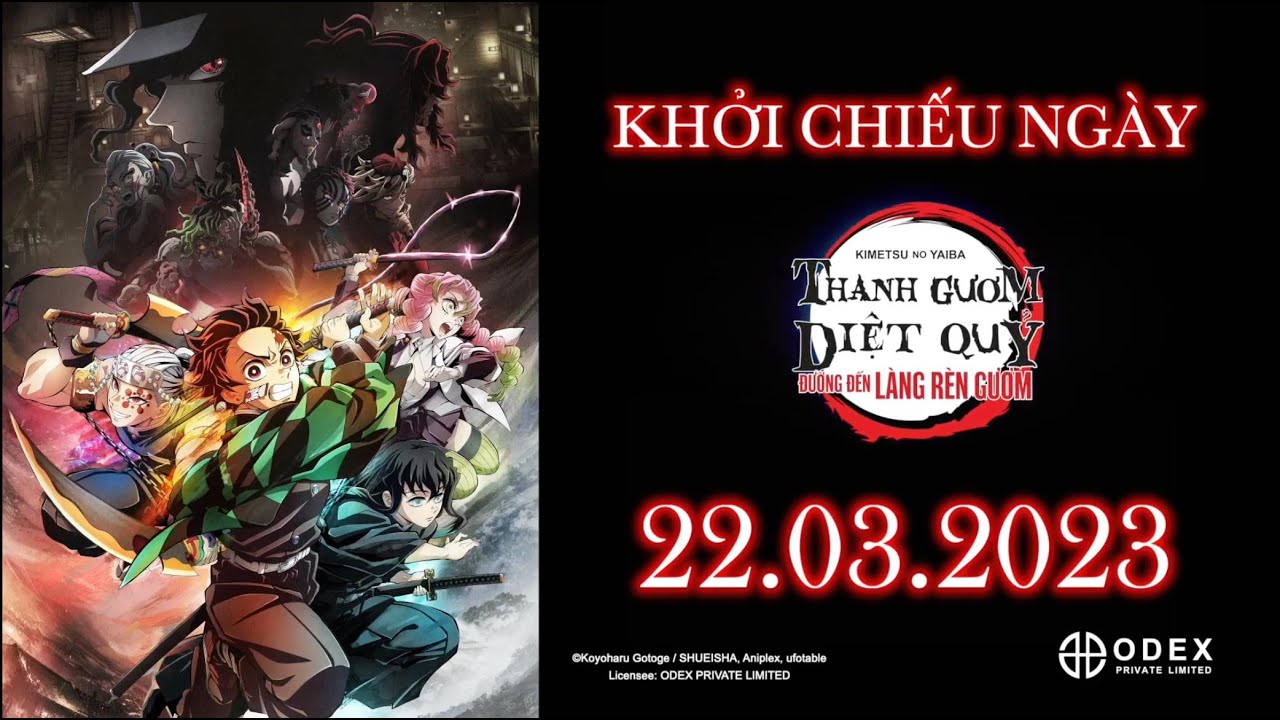 KHỞI CHIẾU NGÀY
KIMETSU NO YAIBA
THANH GƯƠM
DIỆT QUỶ
ĐƯỜNG ĐẾN LÀNG RÈN GƯƠM
22.03.2023
©Koyoharu Gotoge / SHUEISHA, Aniplex, ufotable
Licensee: ODEX PRIVATE LIMITED
ODEX
PRIVATE LIMITED